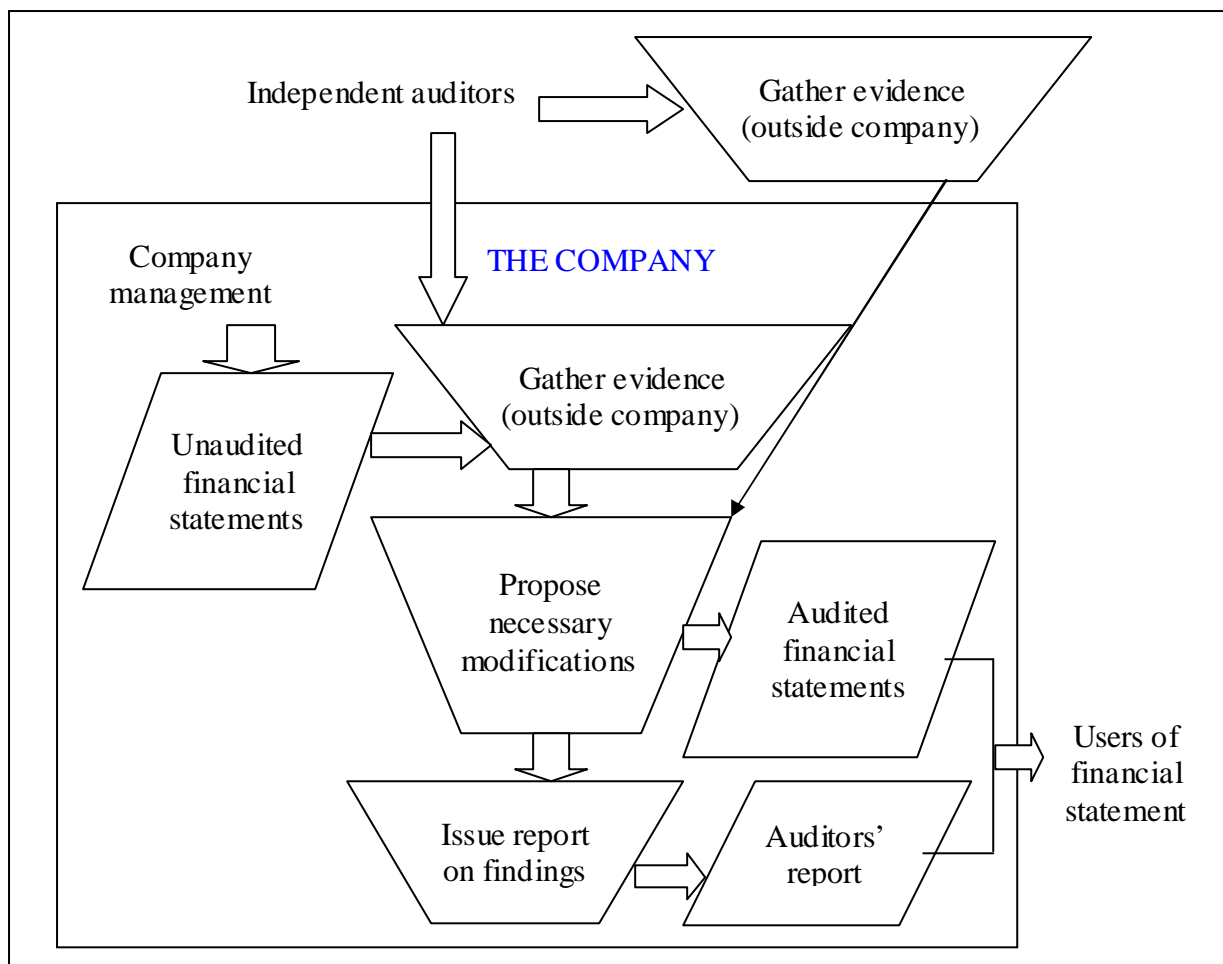 Independent auditors
Gather evidence
(outside company)
Company
management
THE COMPANY
Gather evidence
(outside company)
Unaudited
financial
statements
Propose
necessary
modifications
Audited
financial
statements
Users of
financial
statement
Issue report
on findings
Auditors’
report